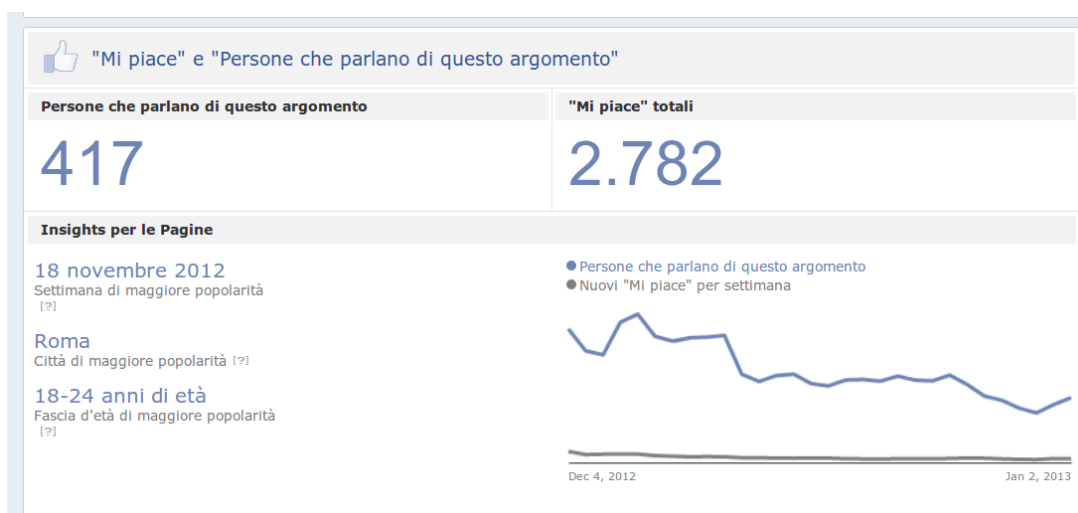 "Mi piace" e "Persone che parlano di questo argomento"
Persone che parlano di questo argomento
417
"Mi piace" totali
2.782
Insights per le Pagine
18 novembre 2012
Settimana di maggiore popolarità
[?]
Roma
Città di maggiore popolarità [?]
18-24 anni di età
Fascia d'età di maggiore popolarità
[?]
Persone che parlano di questo argomento
Nuovi "Mi piace" per settimana
Dec 4, 2012
Jan 2, 2013